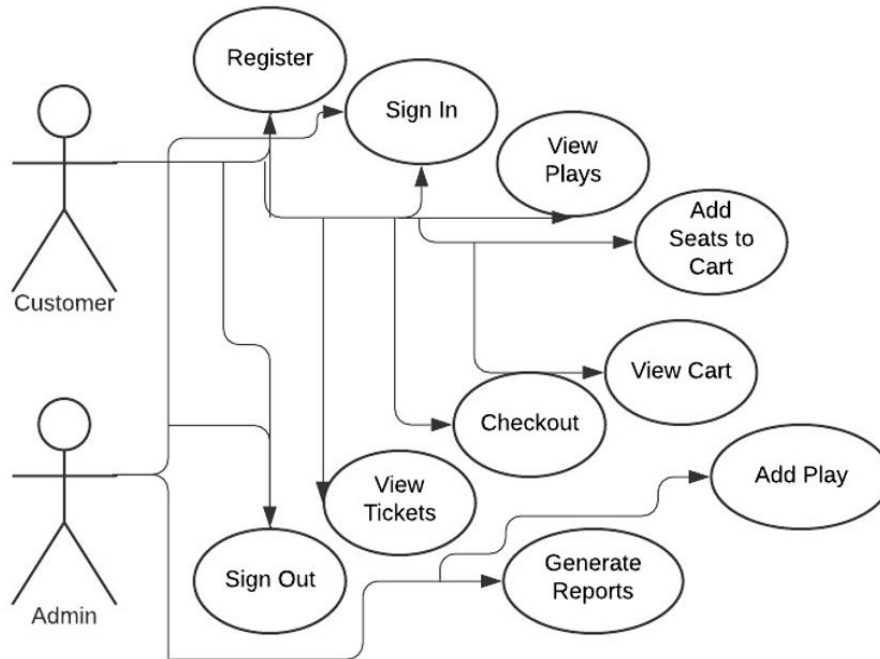 Register
Sign In
View
Plays
Add
Seats to
Cart
Customer
View Cart
Checkout
Add Play
View
Tickets
Generate
Reports
Sign Out
Admin